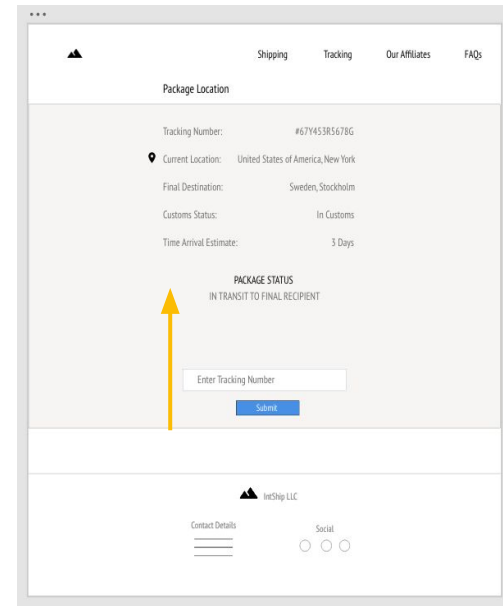 Shipping Tracking Our Affiliates FAQs
Package Location
Tracking Number: #67Y453R5678G
Current Location: United States of America, New York
Final Destination: Sweden, Stockholm
Customs Status: In Customs
Time Arrival Estimate: 3 Days
PACKAGE STATUS
IN TRANSIT TO FINAL RECIPIENT
Enter Tracking Number
Submit
IntShip LLC
Contact Details
Social